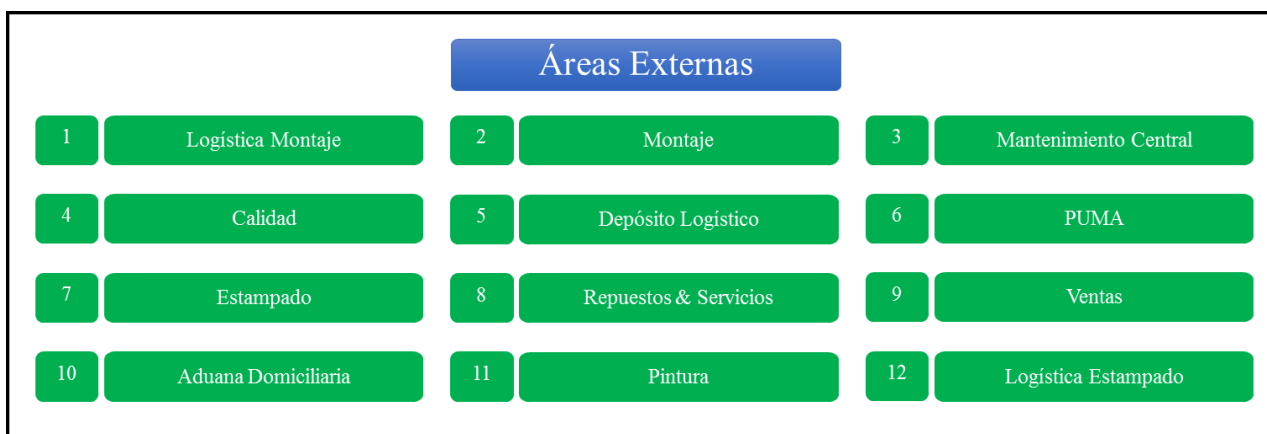 Áreas Externas
1 Logística Montaje
2 Montaje
3 Mantenimiento Central
4 Calidad
5 Depósito Logístico
6 PUMA
7 Estampado
8 Repuestos & Servicios
9 Ventas
10 Aduana Domiciliaria
11 Pintura
12 Logística Estampado